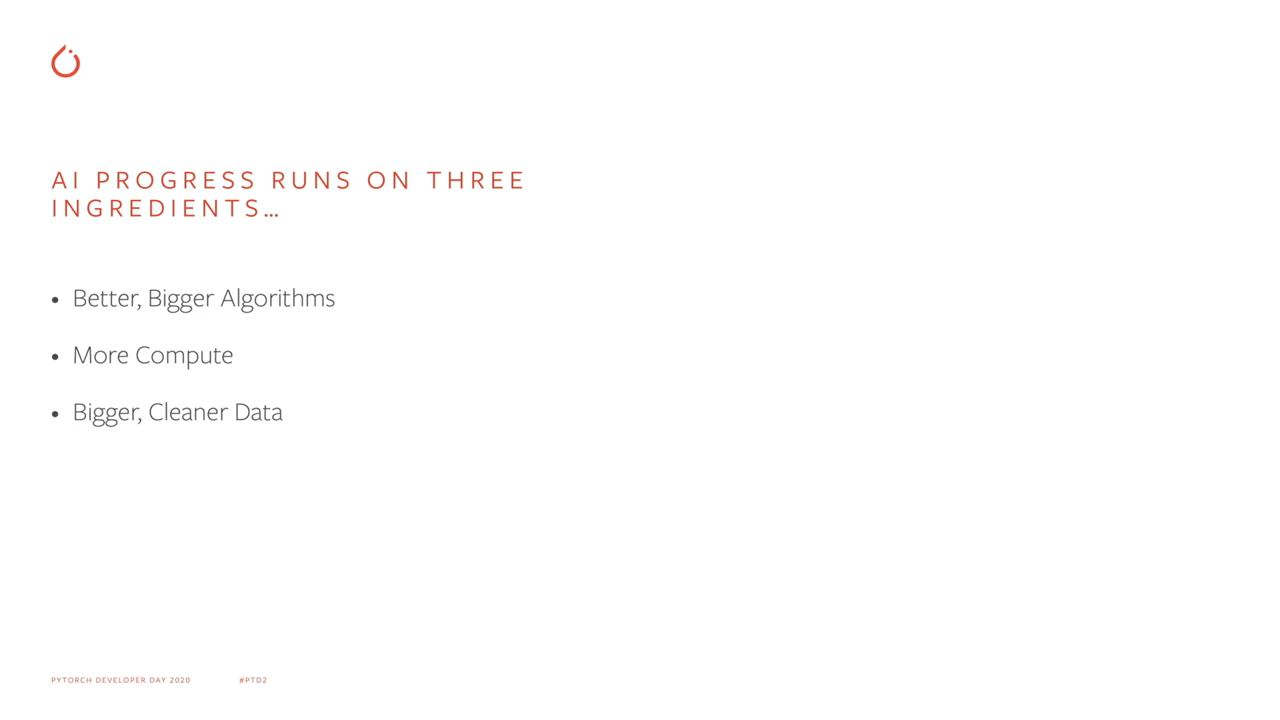 AI PROGRESS RUNS ON THREE
INGREDIENTS…
• Better, Bigger Algorithms
• More Compute
• Bigger, Cleaner Data
PYTORCH DEVELOPER DAY 2020 #PTD2